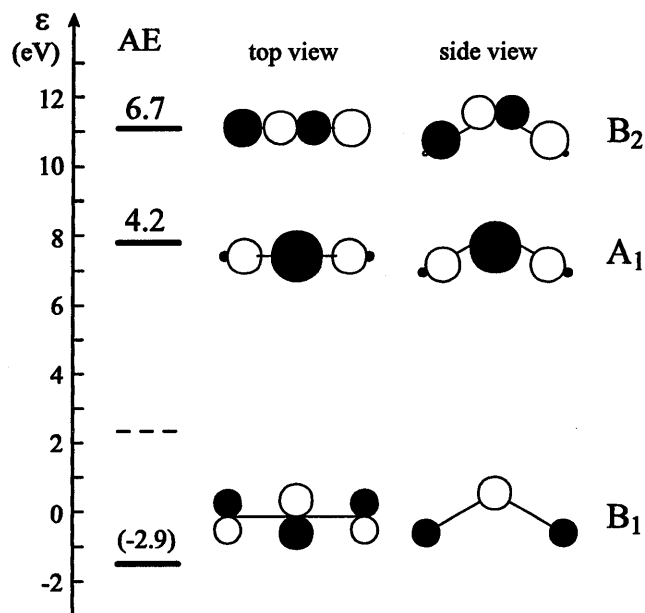 ε
(eV)
AE
top view
side view
12
6.7
B₂
10
4.2
8
A₁
6
4
2
0
(-2.9)
B₁
-2